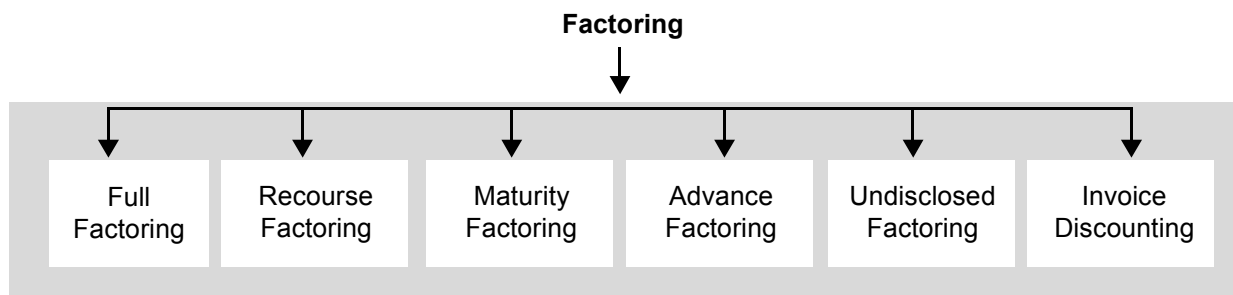 Factoring
Full
Factoring
Recourse
Factoring
Maturity
Factoring
Advance
Factoring
Undisclosed
Factoring
Invoice
Discounting